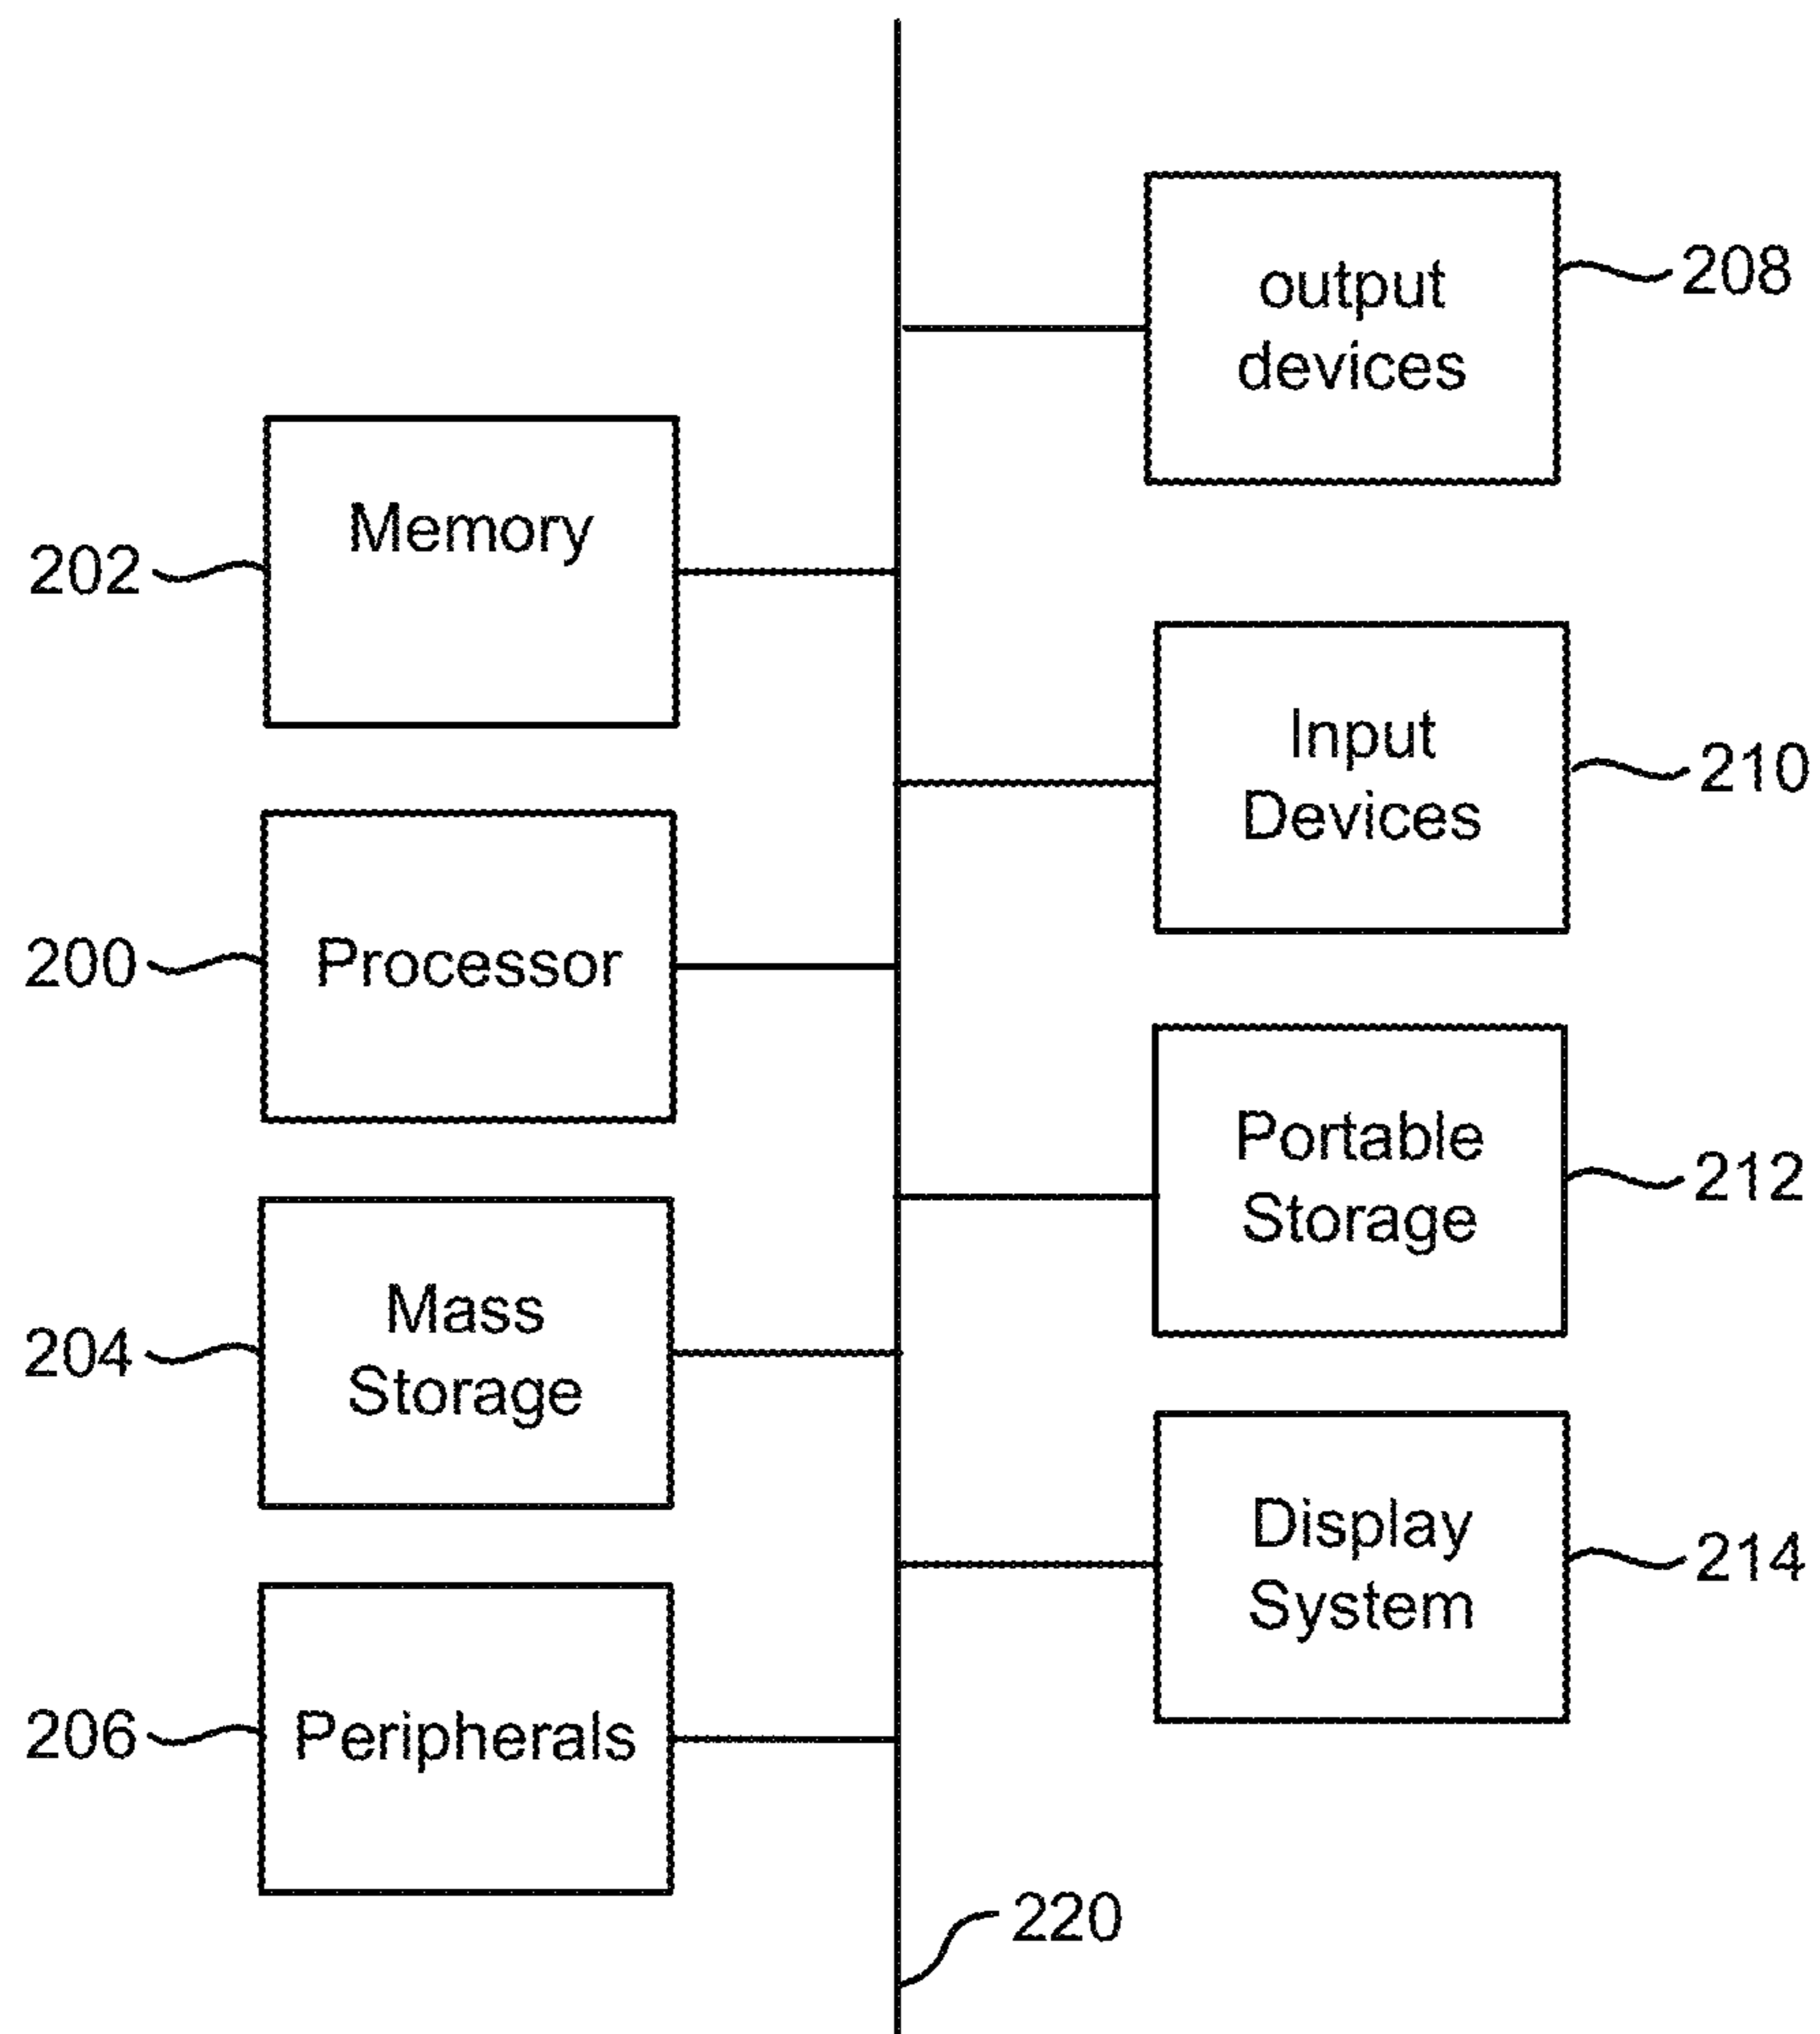 output
devices
208
Memory
202
Input
Devices
210
Processor
200
Portable
Storage
212
Mass
Storage
204
Display
System
214
Peripherals
206
220